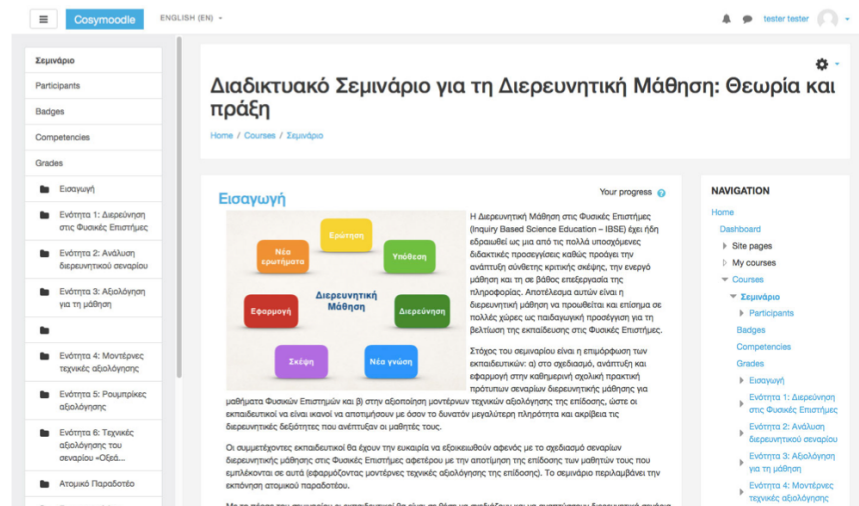 Cosymoodle
ENGLISH (EN)
tester tester
Σεμινάριο
Participants
Badges
Competencies
Grades
Εισαγωγή
Ενότητα 1: Διερεύνηση
στις Φυσικές Επιστήμες
Ενότητα 2: Ανάλυση
διερευνητικού σεναρίου
Ενότητα 3: Αξιολόγηση
για τη μάθηση
Ενότητα 4: Μοντέρνες
τεχνικές αξιολόγησης
Ενότητα 5: Ρουμπρίκες
αξιολόγησης
Ενότητα 6: Τεχνικές
αξιολόγησης του
σεναρίου «Οξεά...
Ατομικό Παραδοτέο
Διαδικτυακό Σεμινάριο για τη Διερευνητική Μάθηση: Θεωρία και
πράξη
Home / Courses / Σεμινάριο
Εισαγωγή
Your progress
Ερώτηση
Υπόθεση
Διερεύνηση
Νέα γνώση
Σκέψη
Εφαρμογή
Νέα
ερωτήματα
Διερευνητική
Μάθηση
Η Διερευνητική Μάθηση στις Φυσικές Επιστήμες
(Inquiry Based Science Education – IBSE) έχει ήδη
εδραιωθεί ως μια από τις πολλά υποσχόμενες
διδακτικές προσεγγίσεις καθώς προάγει την
ανάπτυξη σύνθετης κριτικής σκέψης, την ενεργό
μάθηση και τη σε βάθος επεξεργασία της
πληροφορίας. Αποτέλεσμα αυτών είναι η
διερευνητική μάθηση να προωθείται και επίσημα σε
πολλές χώρες ως παιδαγωγική προσέγγιση για τη
βελτίωση της εκπαίδευσης στις Φυσικές Επιστήμες.
Στόχος του σεμιναρίου είναι η επιμόρφωση των
εκπαιδευτικών: α) στο σχεδιασμό, ανάπτυξη και
εφαρμογή στην καθημερινή σχολική πρακτική
πρότυπων σεναρίων διερευνητικής μάθησης για
μαθήματα Φυσικών Επιστημών και β) στην αξιοποίηση μοντέρνων τεχνικών αξιολόγησης της επίδοσης, ώστε οι
εκπαιδευτικοί να είναι ικανοί να αποτιμήσουν με όσον το δυνατόν μεγαλύτερη πληρότητα και ακρίβεια τις
διερευνητικές δεξιότητες που ανέπτυξαν οι μαθητές τους.
Οι συμμετέχοντες εκπαιδευτικοί θα έχουν την ευκαιρία να εξοικειωθούν αφενός με το σχεδιασμό σεναρίων
διερευνητικής μάθησης στις Φυσικές Επιστήμες αφετέρου με την αποτίμηση της επίδοσης των μαθητών τους που
εμπλέκονται σε αυτά (εφαρμόζοντας μοντέρνες τεχνικές αξιολόγησης της επίδοσης). Το σεμινάριο περιλαμβάνει την
εκπόνηση ατομικού παραδοτέου.
NAVIGATION
Home
Dashboard
Site pages
My courses
Courses
Σεμινάριο
Participants
Badges
Competencies
Grades
Εισαγωγή
Ενότητα 1: Διερεύνηση
στις Φυσικές Επιστήμες
Ενότητα 2: Ανάλυση
διερευνητικού σεναρίου
Ενότητα 3: Αξιολόγηση
για τη μάθηση
Ενότητα 4: Μοντέρνες
τεχνικές αξιολόγησης